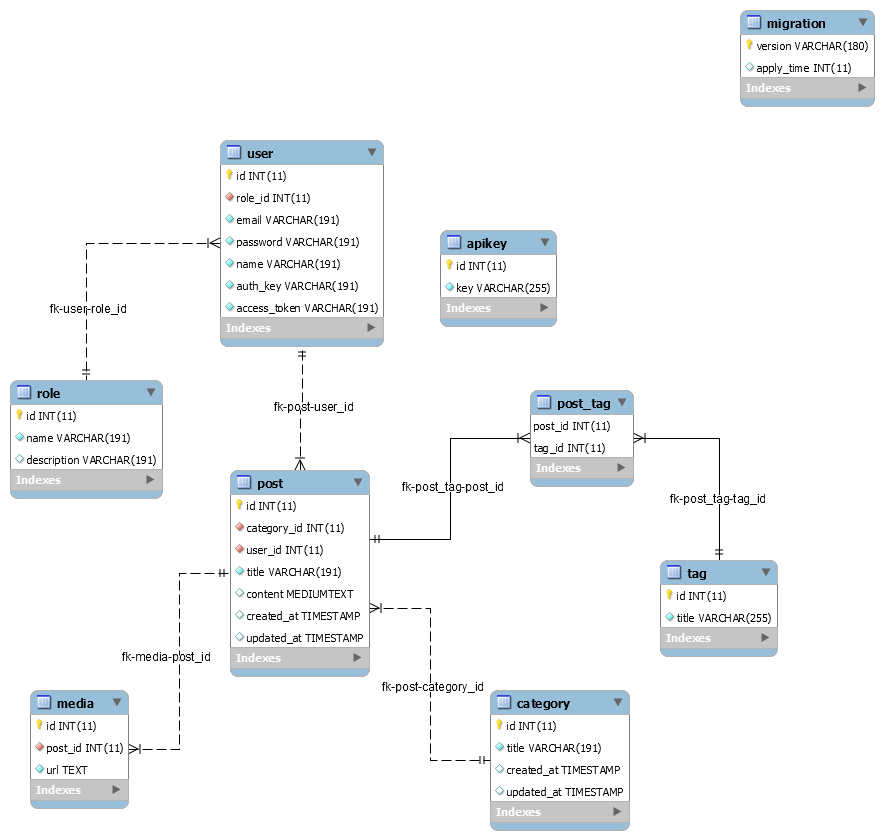 migration
version VARCHAR(180)
apply_time INT(11)
Indexes
user
id INT(11)
role_id INT(11)
email VARCHAR(191)
password VARCHAR(191)
name VARCHAR(191)
auth_key VARCHAR(191)
access_token VARCHAR(191)
Indexes
apikey
id INT(11)
key VARCHAR(255)
Indexes
fk-user-role_id
role
id INT(11)
name VARCHAR(191)
description VARCHAR(191)
Indexes
fk-post-user_id
post_tag
post_id INT(11)
tag_id INT(11)
Indexes
post
id INT(11)
category_id INT(11)
user_id INT(11)
title VARCHAR(191)
content MEDIUMTEXT
created_at TIMESTAMP
updated_at TIMESTAMP
Indexes
fk-post_tag-post_id
fk-post_tag-tag_id
tag
id INT(11)
title VARCHAR(255)
Indexes
fk-media-post_id
fk-post-category_id
media
id INT(11)
post_id INT(11)
url TEXT
Indexes
category
id INT(11)
title VARCHAR(191)
created_at TIMESTAMP
updated_at TIMESTAMP
Indexes